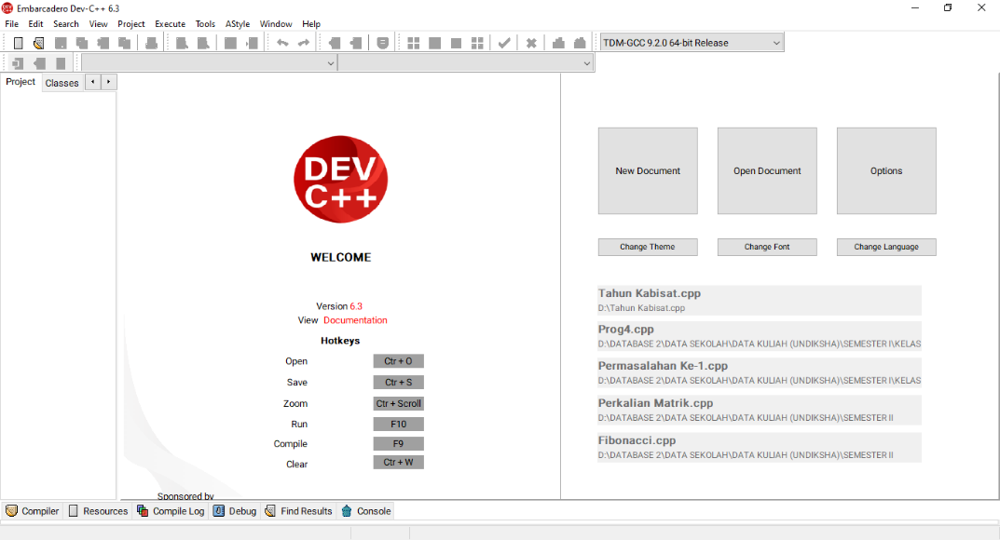 Embarcadero Dev-C++ 6.3
File Edit Search View Project Execute Tools AStyle Window Help
TDM-GCC 9.2.0 64-bit Release
Project Classes
DEV
C++
WELCOME
Version 6.3
View Documentation
Hotkeys
Open Ctr + O
Save Ctr + S
Zoom Ctr + Scroll
Run F10
Compile F9
Clear Ctr + W
Sponsored by
New Document Open Document Options
Change Theme Change Font Change Language
Tahun Kabisat.cpp
D:\Tahun Kabisat.cpp
Prog4.cpp
D:\DATABASE 2\DATA SEKOLAH\DATA KULIAH (UNDIKSHA)\SEMESTER I\KELAS
Permasalahan Ke-1.cpp
D:\DATABASE 2\DATA SEKOLAH\DATA KULIAH (UNDIKSHA)\SEMESTER I\KELAS
Perkalian Matrik.cpp
D:\DATABASE 2\DATA SEKOLAH\DATA KULIAH (UNDIKSHA)\SEMESTER II
Fibonacci.cpp
D:\DATABASE 2\DATA SEKOLAH\DATA KULIAH (UNDIKSHA)\SEMESTER II
Compiler Resources Compile Log Debug Find Results Console